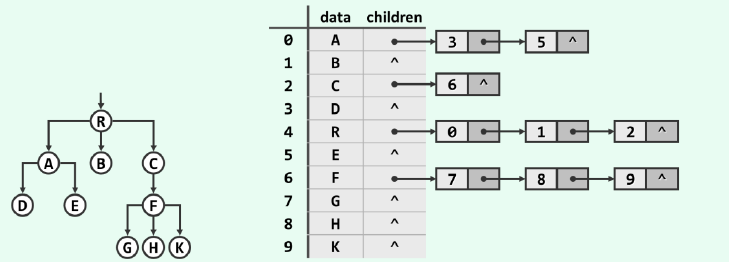 data children
0 A 3 5 ^
1 B ^
2 C 6 ^
3 D ^
4 R 0 1 2 ^
5 E ^
6 F 7 8 9 ^
7 G ^
8 H ^
9 K ^
R
A B C
D E F
G H K